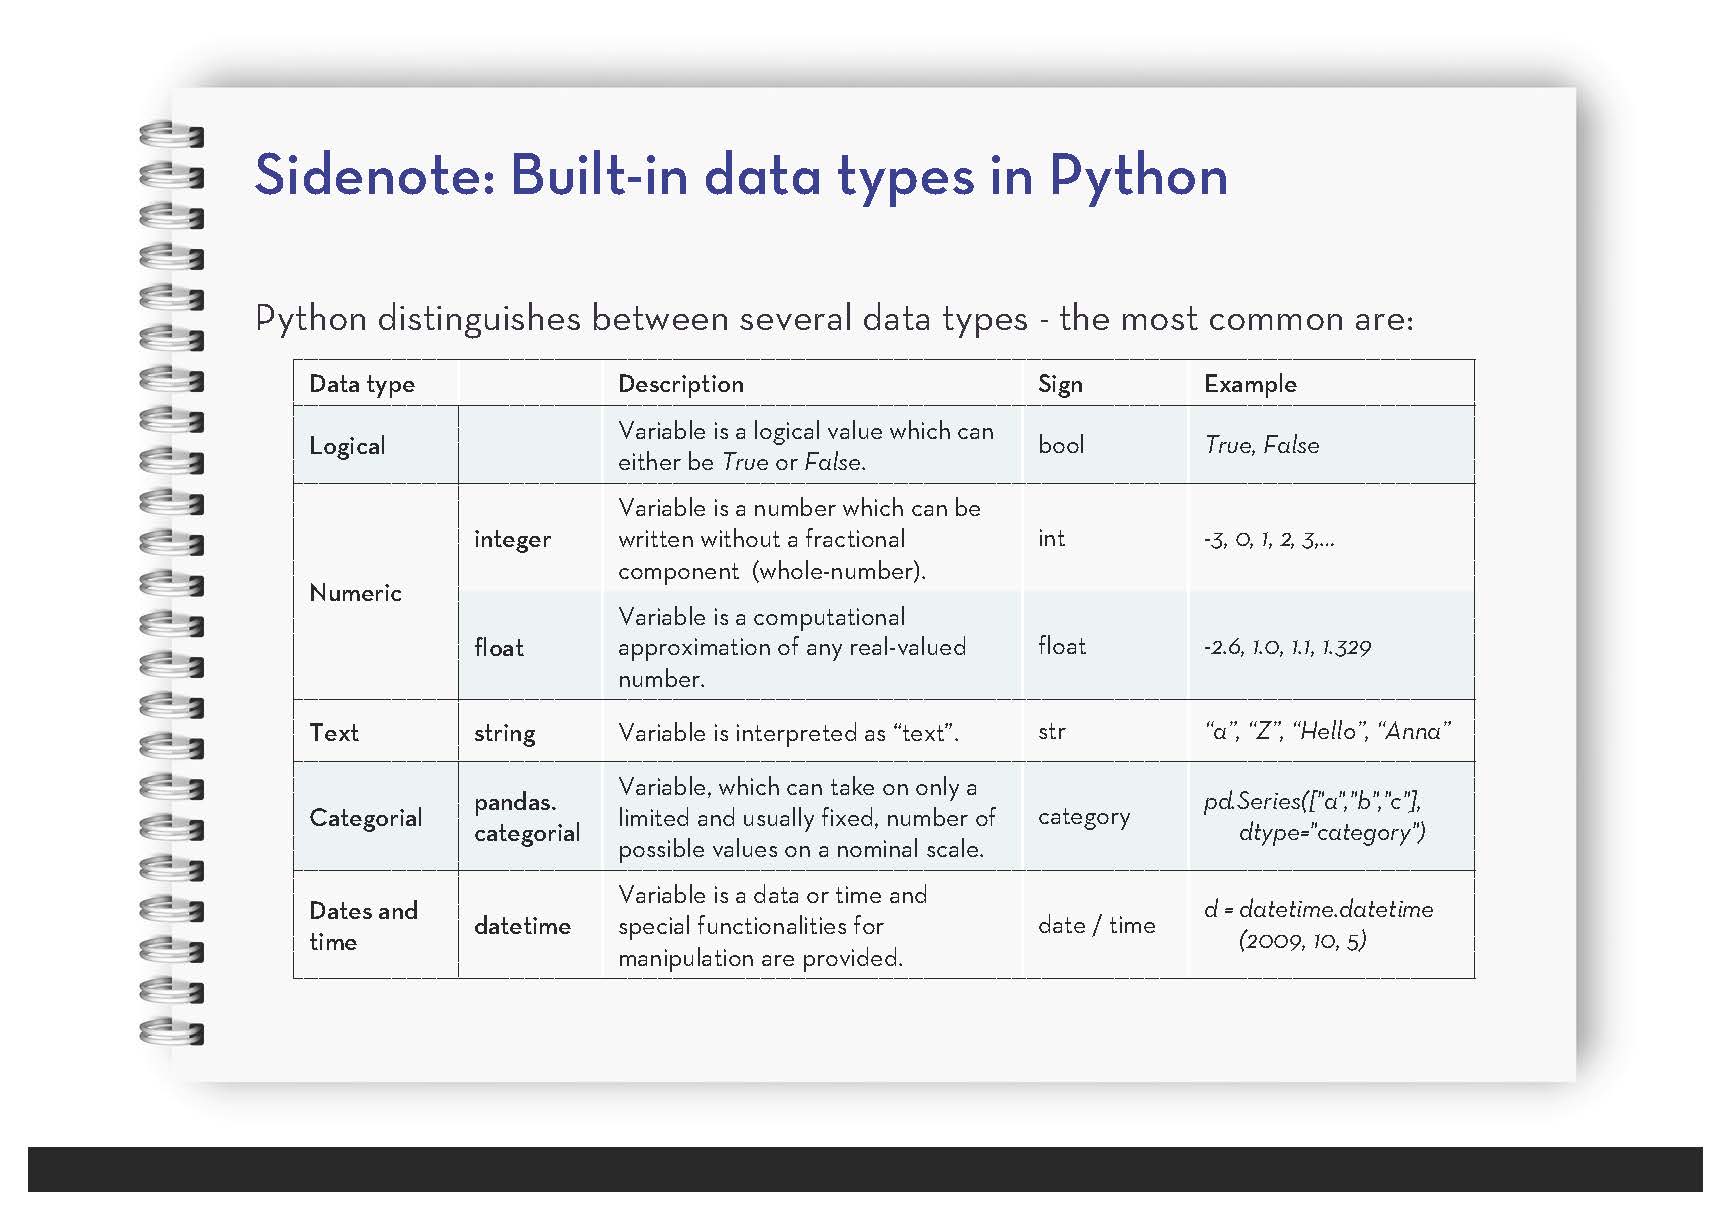 Sidenote: Built-in data types in Python
Python distinguishes between several data types - the most common are:
Data type Description Sign Example
Logical
Variable is a logical value which can
either be True or False.
bool
True, False
Numeric
integer
Variable is a number which can be
written without a fractional
component (whole-number).
int
-3, 0, 1, 2, 3,...
float
Variable is a computational
approximation of any real-valued
number.
float
-2.6, 1.0, 1.1, 1.329
Text
string
Variable is interpreted as “text”.
str
“a”, “Z”, “Hello”, “Anna”
Categorial
pandas.
categorial
Variable, which can take on only a
limited and usually fixed, number of
possible values on a nominal scale.
category
pd.Series(["a","b","c"],
dtype="category")
Dates and
time
datetime
Variable is a data or time and
special functionalities for
manipulation are provided.
date / time
d = datetime.datetime
(2009, 10, 5)